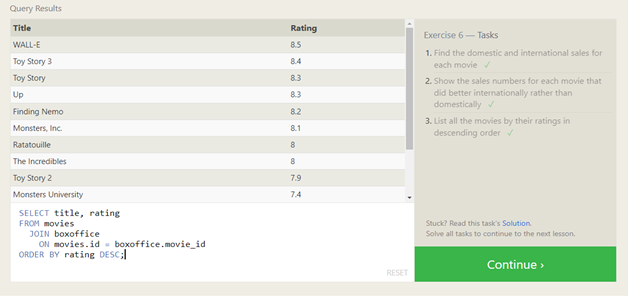 Query Results
Title Rating
WALL-E 8.5
Toy Story 3 8.4
Toy Story 8.3
Up 8.3
Finding Nemo 8.2
Monsters, Inc. 8.1
Ratatouille 8
The Incredibles 8
Toy Story 2 7.9
Monsters University 7.4
SELECT title, rating
FROM movies
JOIN boxoffice
ON movies.id = boxoffice.movie_id
ORDER BY rating DESC;
RESET
Exercise 6 — Tasks
1. Find the domestic and international sales for
each movie ✓
2. Show the sales numbers for each movie that
did better internationally rather than
domestically ✓
3. List all the movies by their ratings in
descending order ✓
Stuck? Read this task's Solution.
Solve all tasks to continue to the next lesson.
Continue ›